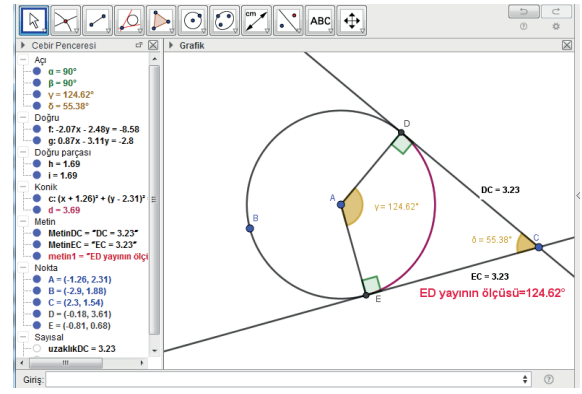 cm
ABC
Cebir Penceresi
Grafik
Açı
α = 90°
β = 90°
γ = 124.62°
δ = 55.38°
Doğru
f: -2.07x - 2.48y = -8.58
g: 0.87x - 3.11y = -2.8
Doğru parçası
h = 1.69
i = 1.69
Konik
c: (x + 1.26)² + (y - 2.31)²
d = 3.69
Metin
MetinDC = "DC = 3.23"
MetinEC = "EC = 3.23"
metin1 = "ED yayının ölçü
Nokta
A = (-1.26, 2.31)
B = (-2.9, 1.88)
C = (2.3, 1.54)
D = (-0.18, 3.61)
E = (-0.81, 0.68)
Sayısal
uzaklıkDC = 3.23
D
DC = 3.23
A
γ = 124.62°
B
C
δ = 55.38°
EC = 3.23
E
ED yayının ölçüsü=124.62°
Giriş: